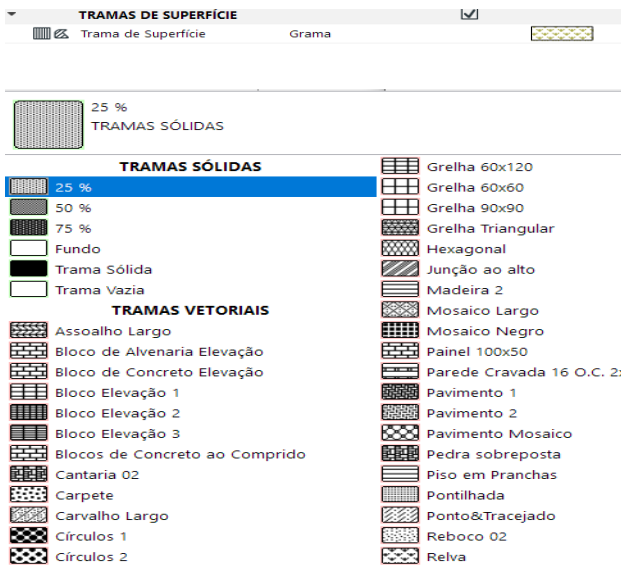 TRAMAS DE SUPERFÍCIE
Trama de Superfície Grama
25 %
TRAMAS SÓLIDAS
TRAMAS SÓLIDAS
25 %
50 %
75 %
Fundo
Trama Sólida
Trama Vazia
TRAMAS VETORIAIS
Assoalho Largo
Bloco de Alvenaria Elevação
Bloco de Concreto Elevação
Bloco Elevação 1
Bloco Elevação 2
Bloco Elevação 3
Blocos de Concreto ao Comprido
Cantaria 02
Carpete
Carvalho Largo
Círculos 1
Círculos 2
Grelha 60x120
Grelha 60x60
Grelha 90x90
Grelha Triangular
Hexagonal
Junção ao alto
Madeira 2
Mosaico Largo
Mosaico Negro
Painel 100x50
Parede Cravada 16 O.C. 2x
Pavimento 1
Pavimento 2
Pavimento Mosaico
Pedra sobreposta
Piso em Pranchas
Pontilhada
Ponto&Tracejado
Reboco 02
Relva